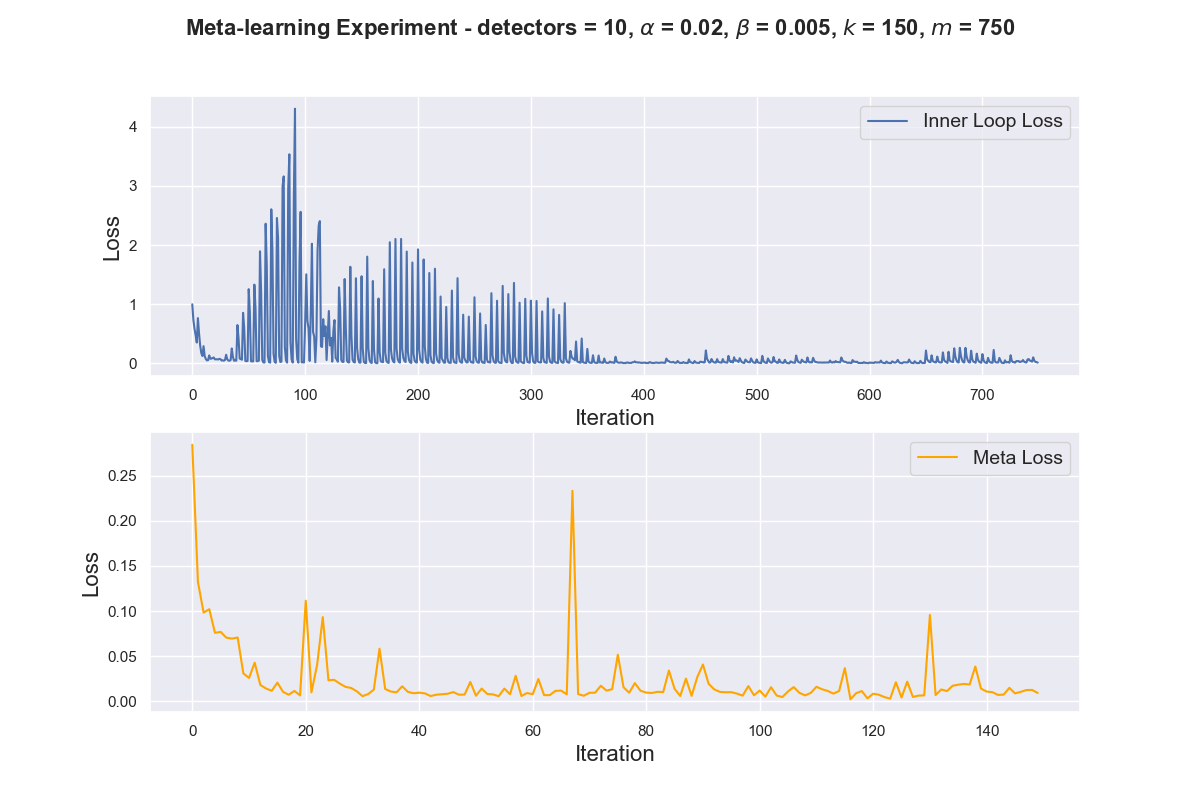 Meta-learning Experiment - detectors = 10, α = 0.02, β = 0.005, k = 150, m = 750
Inner Loop Loss
4
3
2
1
0
Loss
0 100 200 300 400 500 600 700
Iteration
Meta Loss
0.25
0.20
0.15
0.10
0.05
0.00
Loss
0 20 40 60 80 100 120 140
Iteration